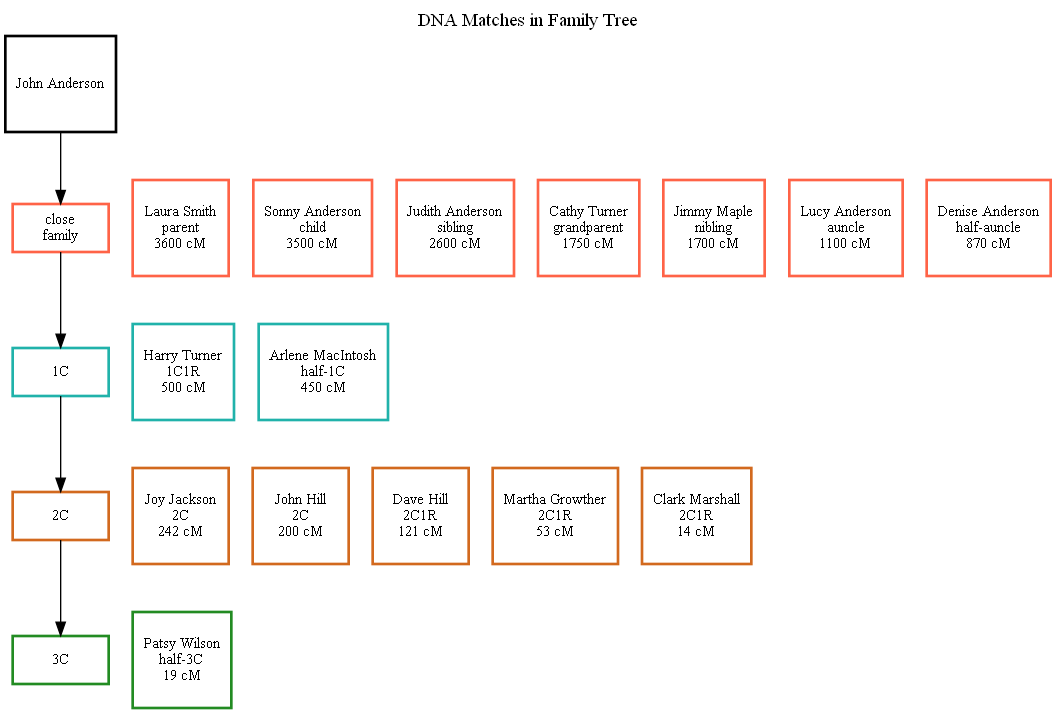 DNA Matches in Family Tree
John Anderson
close
family
Laura Smith
parent
3600 cM
Sonny Anderson
child
3500 cM
Judith Anderson
sibling
2600 cM
Cathy Turner
grandparent
1750 cM
Jimmy Maple
nibling
1700 cM
Lucy Anderson
auncle
1100 cM
Denise Anderson
half-auncle
870 cM
1C
Harry Turner
1C1R
500 cM
Arlene MacIntosh
half-1C
450 cM
2C
Joy Jackson
2C
242 cM
John Hill
2C
200 cM
Dave Hill
2C1R
121 cM
Martha Growther
2C1R
53 cM
Clark Marshall
2C1R
14 cM
3C
Patsy Wilson
half-3C
19 cM